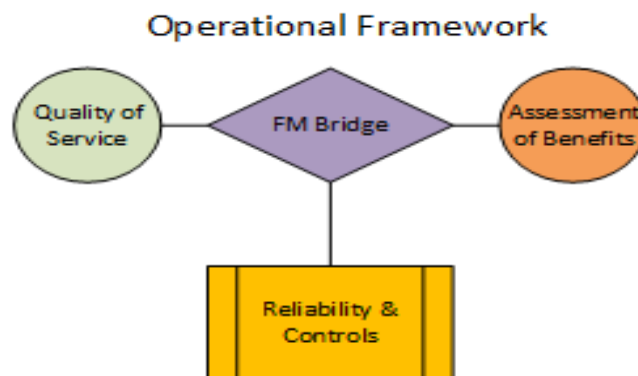 Operational Framework
Quality of
Service
FM Bridge
Assessment
of Benefits
Reliability &
Controls